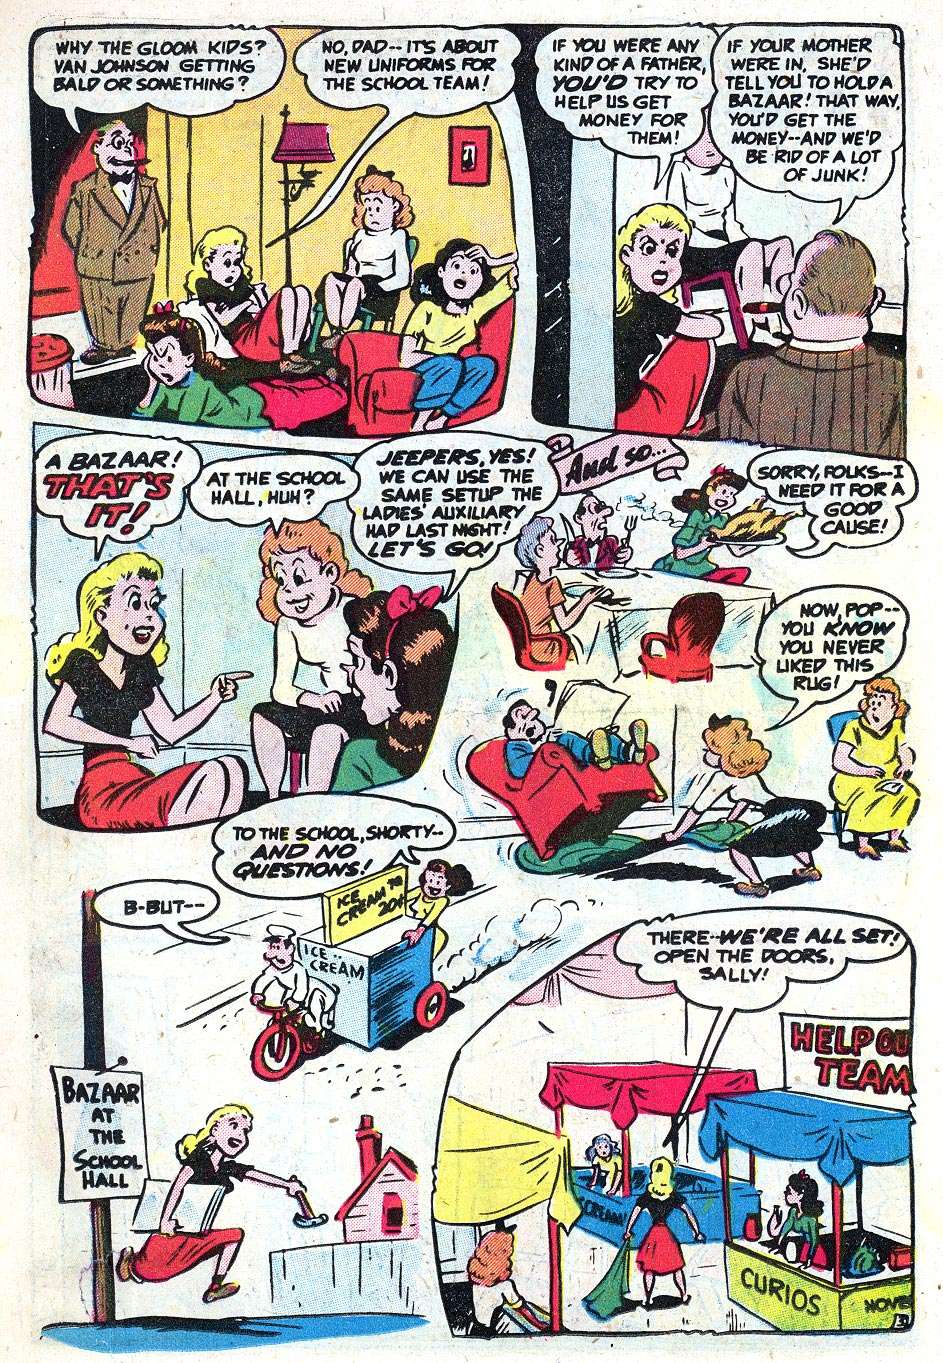 WHY THE GLOOM KIDS?
VAN JOHNSON GETTING
BALD OR SOMETHING?
NO, DAD-- IT'S ABOUT
NEW UNIFORMS FOR
THE SCHOOL TEAM!
IF YOU WERE ANY
KIND OF A FATHER,
YOU'D TRY TO
HELP US GET
MONEY FOR
THEM!
IF YOUR MOTHER
WERE IN, SHE'D
TELL YOU TO HOLD A
BAZAAR! THAT WAY,
YOU'D GET THE
MONEY--AND WE'D
BE RID OF A LOT
OF JUNK!
A BAZAAR!
THAT'S
IT!
AT THE SCHOOL
HALL, HUH?
JEEPERS, YES!
WE CAN USE THE
SAME SETUP THE
LADIES' AUXILIARY
HAD LAST NIGHT!
LET'S GO!
And so...
SORRY, FOLKS--I
NEED IT FOR A
GOOD
CAUSE!
NOW, POP--
YOU KNOW
YOU NEVER
LIKED THIS
RUG!
TO THE SCHOOL, SHORTY--
AND NO
QUESTIONS!
B-BUT--
ICE
CREAM 10
20¢
ICE..
CREAM
BAZAAR
AT
THE
SCHOOL
HALL
THERE--WE'RE ALL SET!
OPEN THE DOORS,
SALLY!
HELP OU
TEAM
CREAM!
CURIOS
NOVE
3